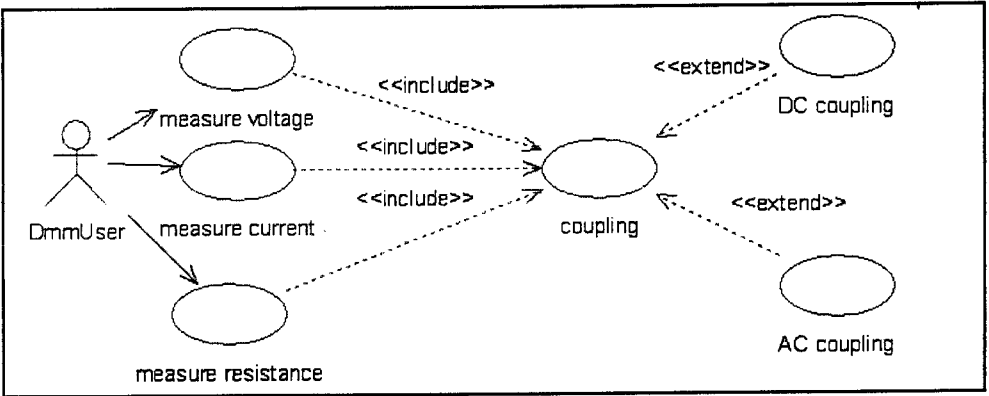 <<include>>
<<extend>>
DC coupling
measure voltage
<<include>>
<<include>>
<<extend>>
DmmUser
measure current
coupling
AC coupling
measure resistance